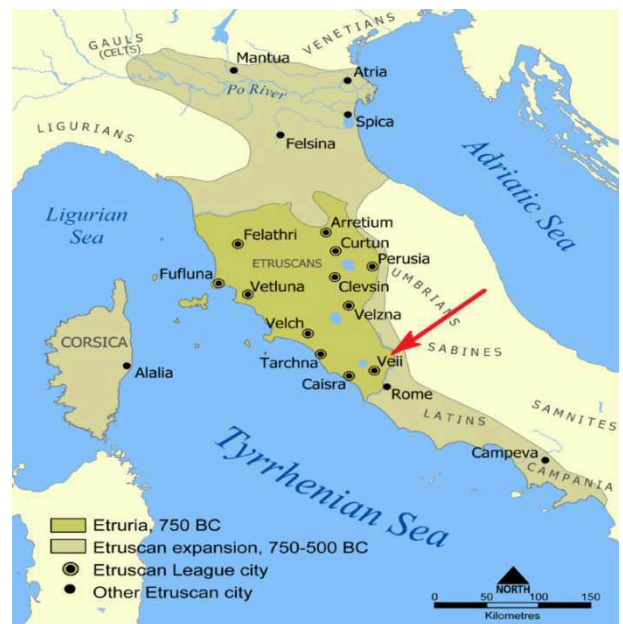 GAULS
(CELTS)
VENETIANS
Mantua
Atria
Po River
Spica
LIGURIANS
Felsina
Adriatic Sea
Ligurian
Sea
Arretium
Felathri
Curtun
ETRUSCANS
Perusia
Fufluna
Clevsin
UMBRIANS
Vetluna
Velzna
CORSICA
Velch
SABINES
Alalia
Tarchna
Veii
Caisra
Rome
LATINS
SAMNITES
Tyrrhenian Sea
Campeva
CAMPANIA
Etruria, 750 BC
Etruscan expansion, 750-500 BC
Etruscan League city
Other Etruscan city
NORTH
0 50 100 150
Kilometres